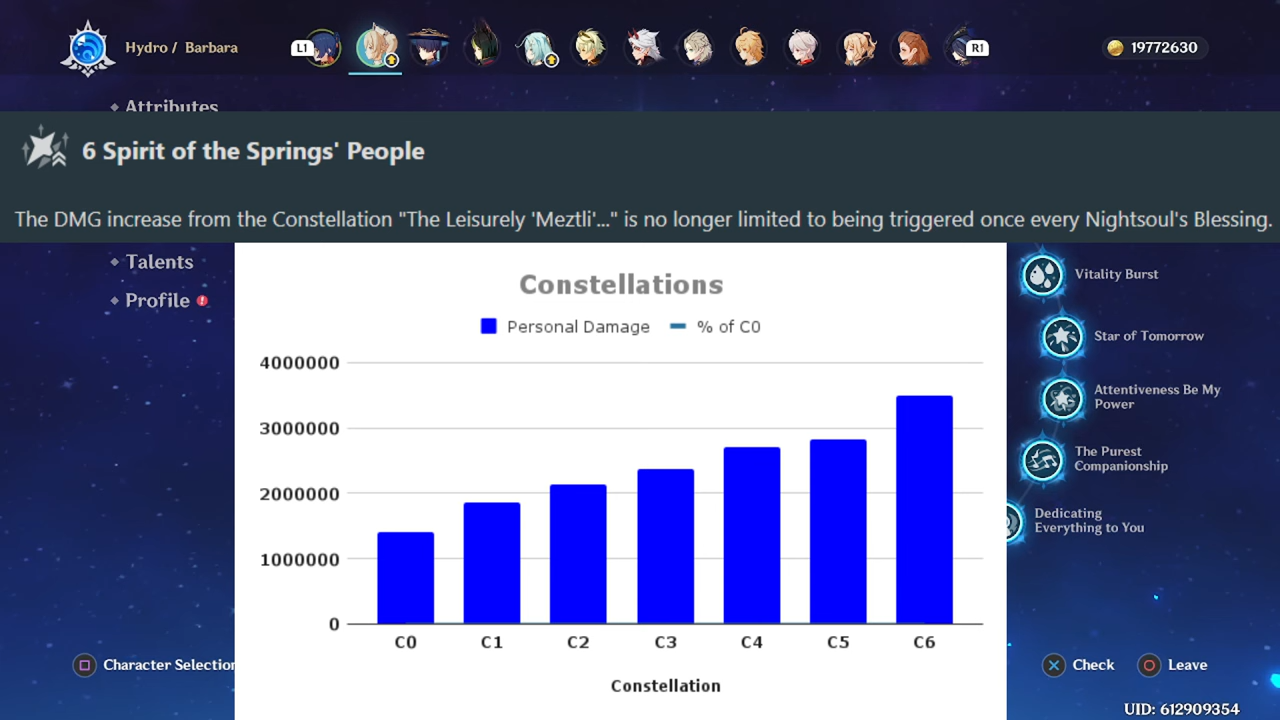 Hydro / Barbara
L1
R1
19772630
Attributes
6 Spirit of the Springs' People
The DMG increase from the Constellation "The Leisurely 'Meztli'..." is no longer limited to being triggered once every Nightsoul's Blessing.
Talents
Profile
Constellations
Personal Damage
% of C0
4000000
3000000
2000000
1000000
0
C0 C1 C2 C3 C4 C5 C6
Constellation
Vitality Burst
Star of Tomorrow
Attentiveness Be My
Power
The Purest
Companionship
Dedicating
Everything to You
Character Selection
Check
Leave
UID: 612909354